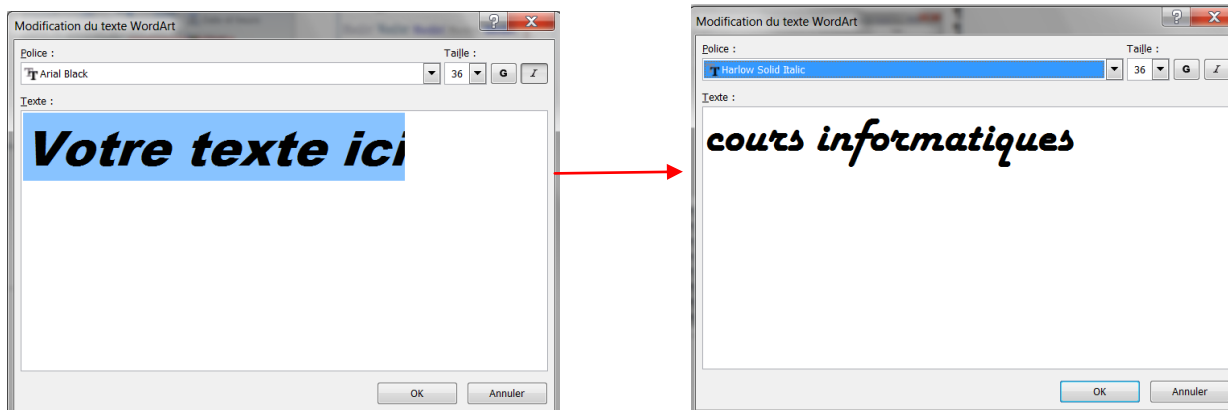 Modification du texte WordArt
Police :
Taille :
Arial Black
36
G
I
Texte :
Votre texte ici
OK
Annuler
Modification du texte WordArt
Police :
Taille :
Harlow Solid Italic
36
G
I
Texte :
cours informatiques
OK
Annuler